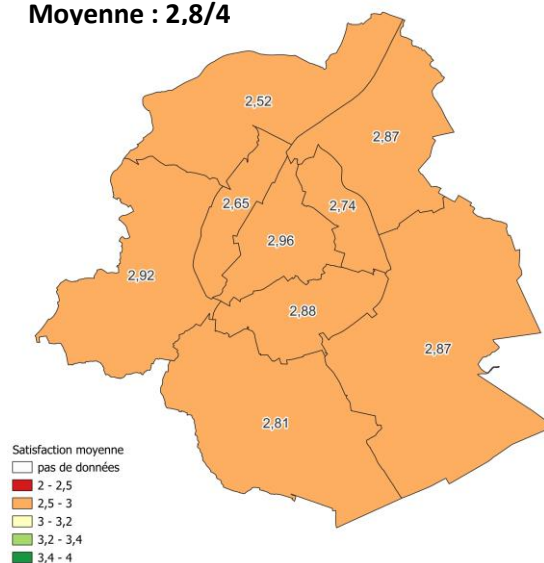 Moyenne : 2,8/4
2,52
2,87
2,65
2,74
2,96
2,92
2,88
2,87
2,81
Satisfaction moyenne
pas de données
2 - 2,5
2,5 - 3
3 - 3,2
3,2 - 3,4
3,4 - 4